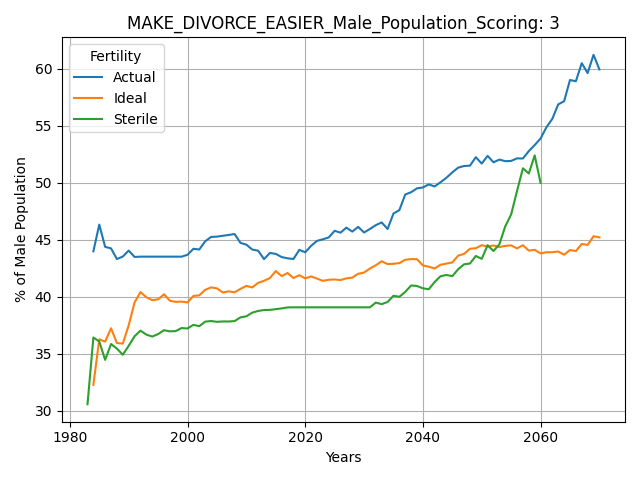 MAKE_DIVORCE_EASIER_Male_Population_Scoring: 3
Fertility
Actual
Ideal
Sterile
% of Male Population
60
55
50
45
40
35
30
1980
2000
2020
2040
2060
Years